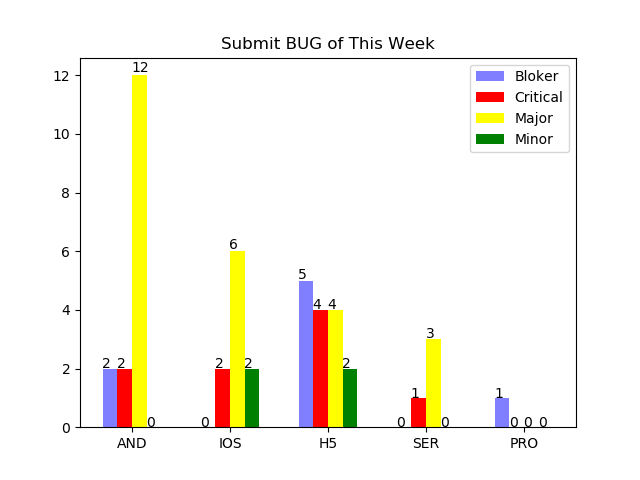 Submit BUG of This Week
Bloker
Critical
Major
Minor
12
10
8
6
4
2
0
2 2 12 0
0 2 6 2
5 4 4 2
0 1 3 0
1 0 0 0
AND IOS H5 SER PRO